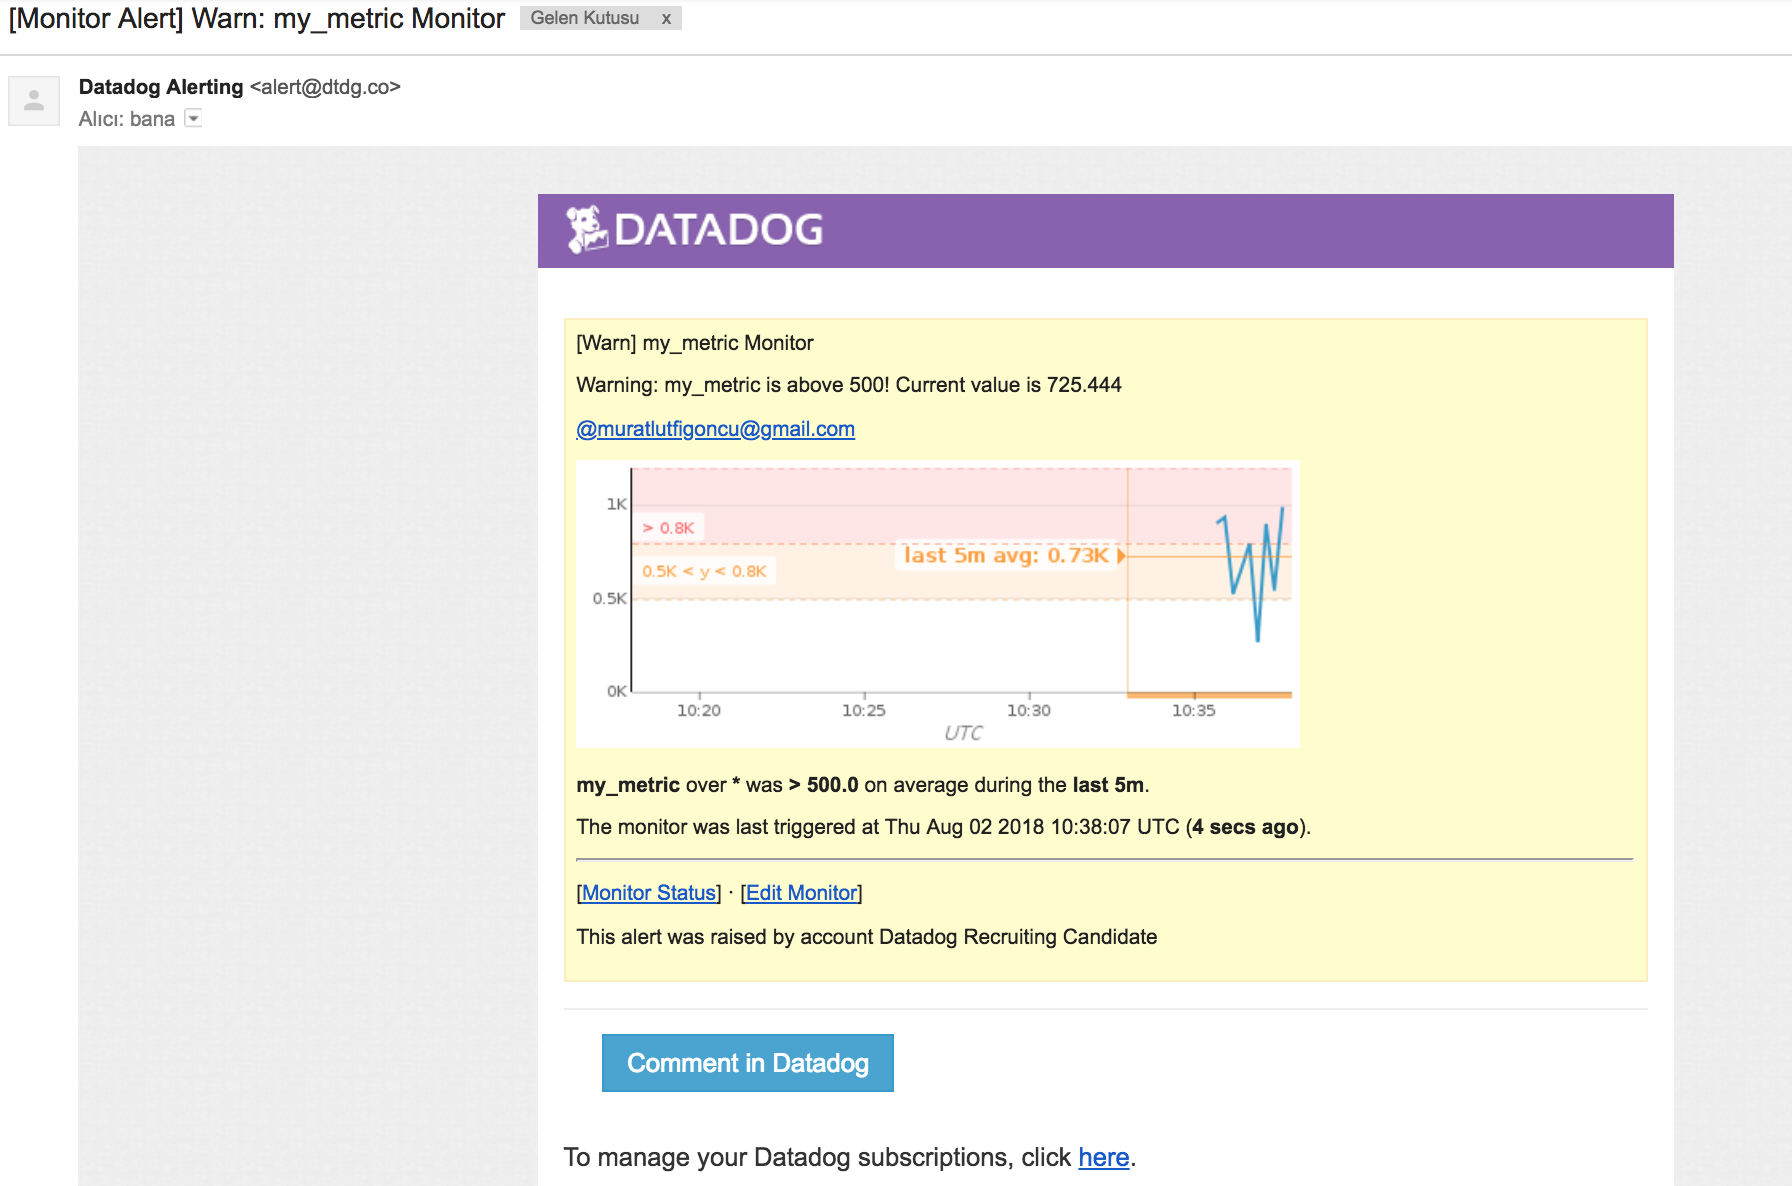 [Monitor Alert] Warn: my_metric Monitor Gelen Kutusu x
Datadog Alerting <alert@dtdg.co>
Alıcı: bana
DATADOG
[Warn] my_metric Monitor
Warning: my_metric is above 500! Current value is 725.444
@muratlutfigoncu@gmail.com
1K
> 0.8K
last 5m avg: 0.73K
0.5K < y < 0.8K
0.5K
0K
10:20 10:25 10:30 10:35
UTC
my_metric over * was > 500.0 on average during the last 5m.
The monitor was last triggered at Thu Aug 02 2018 10:38:07 UTC (4 secs ago).
[Monitor Status] · [Edit Monitor]
This alert was raised by account Datadog Recruiting Candidate
Comment in Datadog
To manage your Datadog subscriptions, click here.